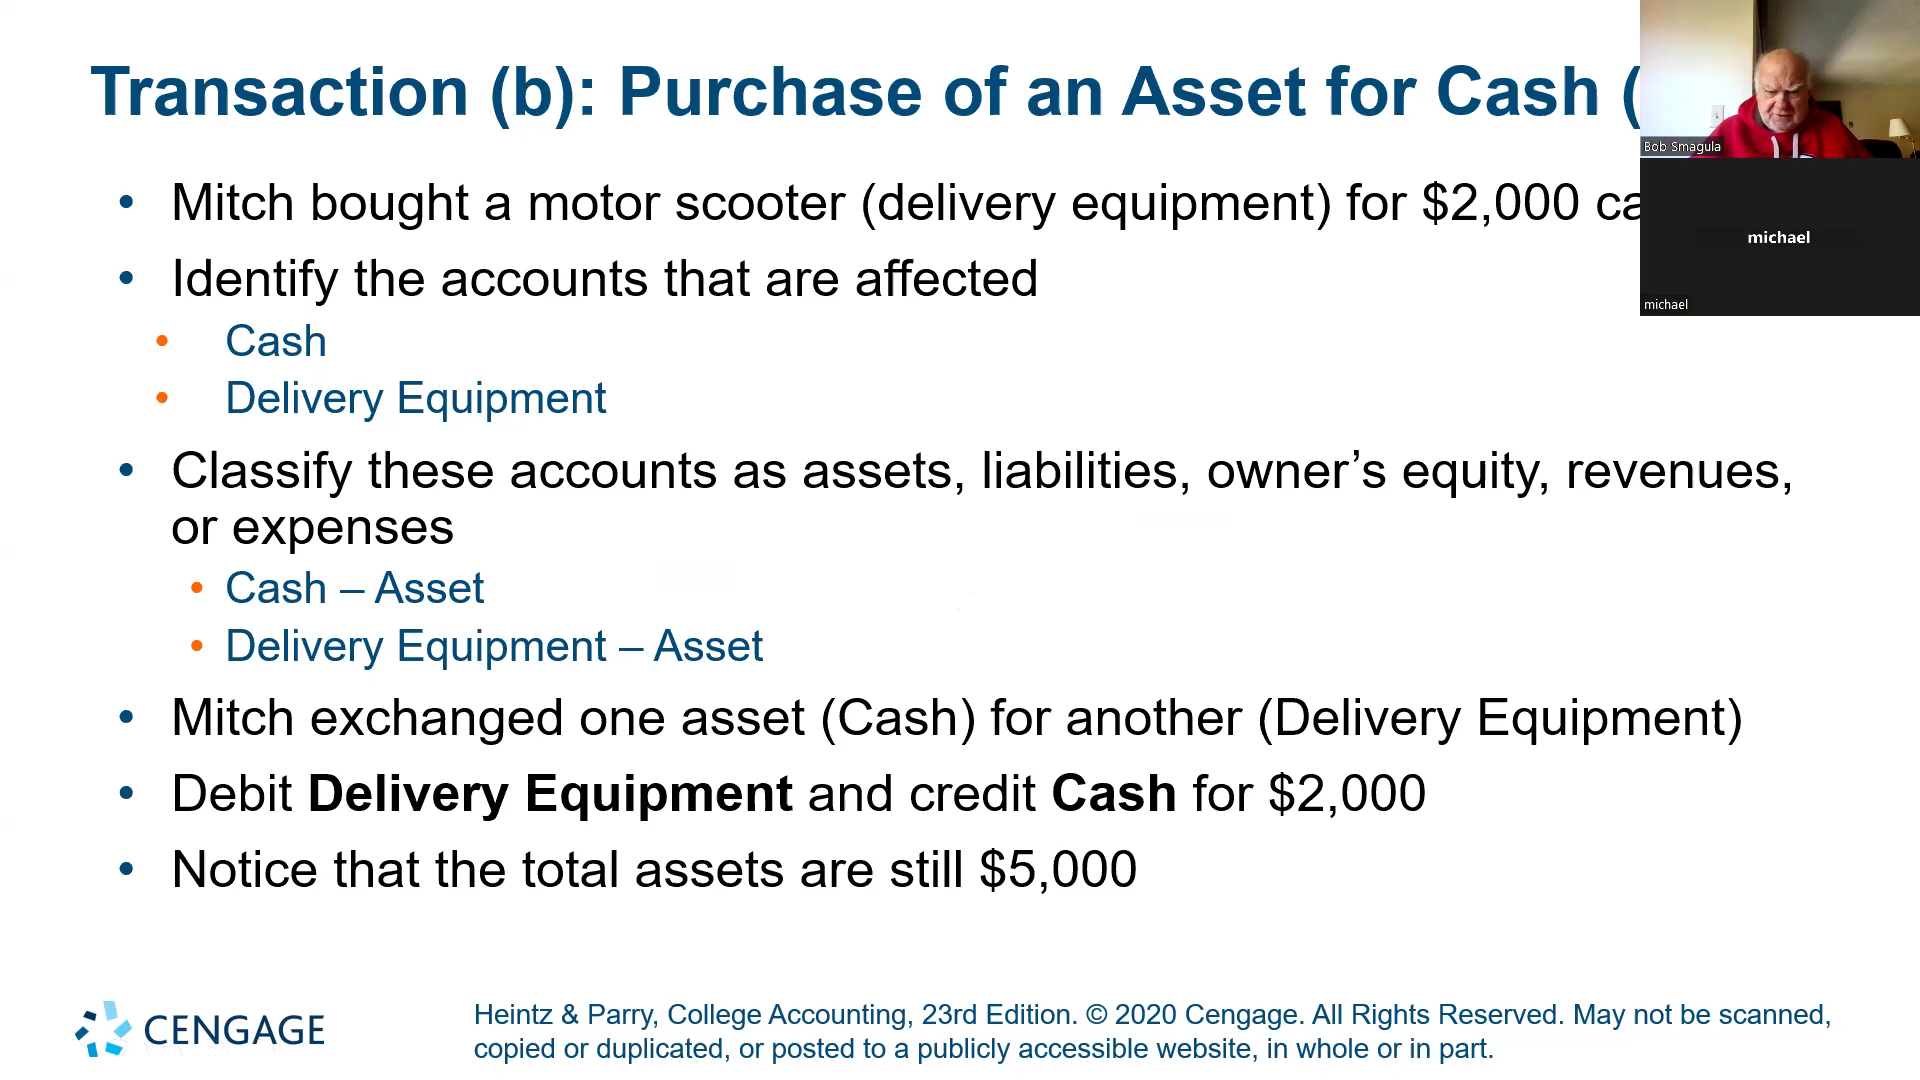 Transaction (b): Purchase of an Asset for Cash (
Bob Smagula
• Mitch bought a motor scooter (delivery equipment) for $2,000 ca
michael
• Identify the accounts that are affected
michael
• Cash
• Delivery Equipment
• Classify these accounts as assets, liabilities, owner’s equity, revenues,
or expenses
• Cash – Asset
• Delivery Equipment – Asset
• Mitch exchanged one asset (Cash) for another (Delivery Equipment)
• Debit Delivery Equipment and credit Cash for $2,000
• Notice that the total assets are still $5,000
CENGAGE
Heintz & Parry, College Accounting, 23rd Edition. © 2020 Cengage. All Rights Reserved. May not be scanned,
copied or duplicated, or posted to a publicly accessible website, in whole or in part.